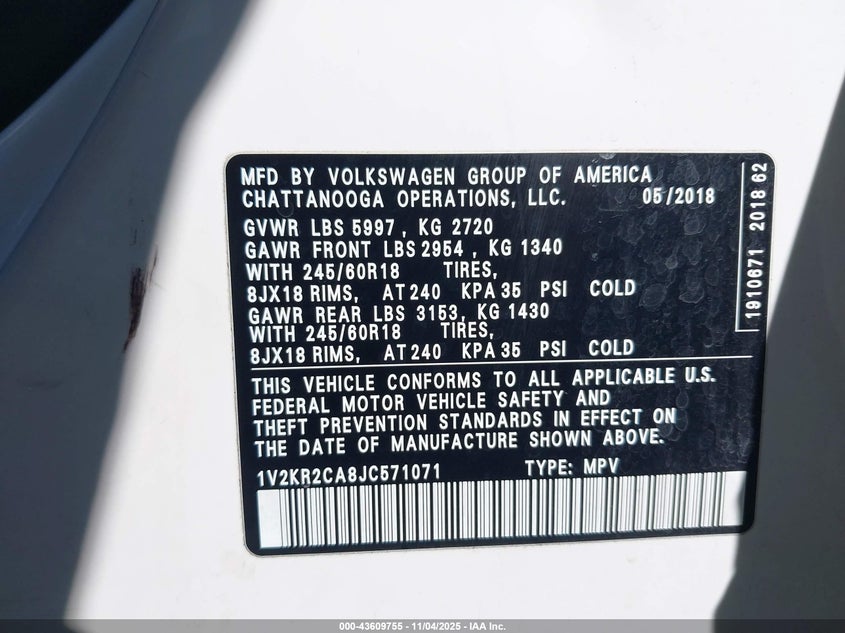 MFD BY VOLKSWAGEN GROUP OF AMERICA
CHATTANOOGA OPERATIONS, LLC. 05/2018
GVWR LBS 5997 , KG 2720
GAWR FRONT LBS 2954 , KG 1340
WITH 245/60R18 TIRES,
8JX18 RIMS, AT 240 KPA 35 PSI COLD
GAWR REAR LBS 3153, KG 1430
WITH 245/60R18 TIRES,
8JX18 RIMS, AT 240 KPA 35 PSI COLD
THIS VEHICLE CONFORMS TO ALL APPLICABLE U.S.
FEDERAL MOTOR VEHICLE SAFETY AND
THEFT PREVENTION STANDARDS IN EFFECT ON
THE DATE OF MANUFACTURE SHOWN ABOVE.
1V2KR2CA8JC571071 TYPE: MPV
1910671 2018 62
000-43609755 - 11/04/2025 - IAA Inc.